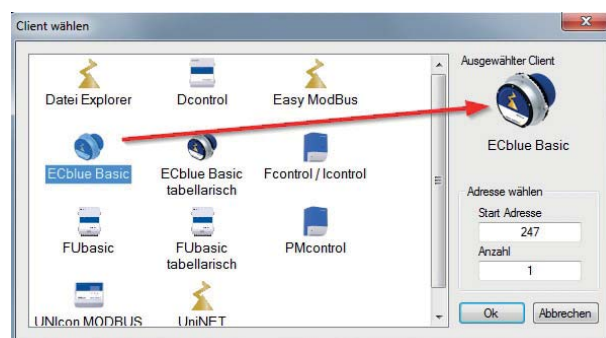 Client wählen
Datei Explorer
Dcontrol
Easy ModBus
ECblue Basic
ECblue Basic
tabellarisch
Fcontrol / Icontrol
FUbasic
FUbasic
tabellarisch
PMcontrol
UNIcon MODBUS
UniNET
Ausgewählter Client
ECblue Basic
Adresse wählen
Start Adresse
247
Anzahl
1
Ok
Abbrechen